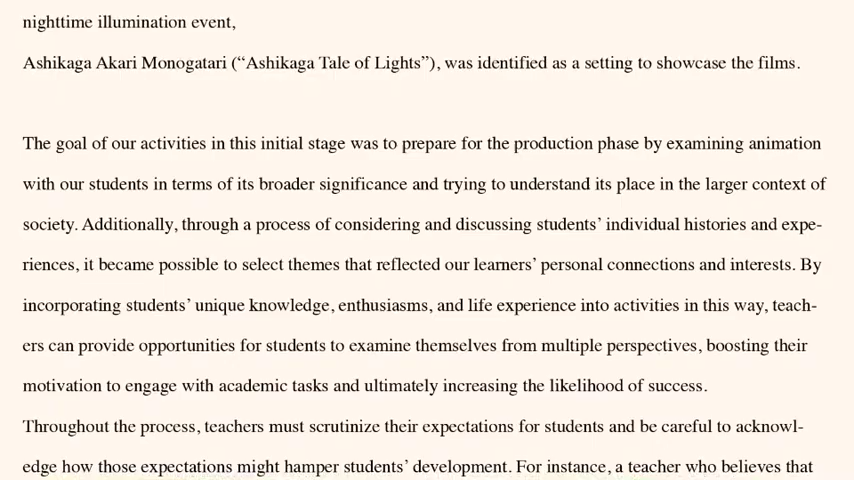 nighttime illumination event,
Ashikaga Akari Monogatari (“Ashikaga Tale of Lights”), was identified as a setting to showcase the films.
The goal of our activities in this initial stage was to prepare for the production phase by examining animation
with our students in terms of its broader significance and trying to understand its place in the larger context of
society. Additionally, through a process of considering and discussing students’ individual histories and expe-
riences, it became possible to select themes that reflected our learners’ personal connections and interests. By
incorporating students’ unique knowledge, enthusiasms, and life experience into activities in this way, teach-
ers can provide opportunities for students to examine themselves from multiple perspectives, boosting their
motivation to engage with academic tasks and ultimately increasing the likelihood of success.
Throughout the process, teachers must scrutinize their expectations for students and be careful to acknowl-
edge how those expectations might hamper students’ development. For instance, a teacher who believes that